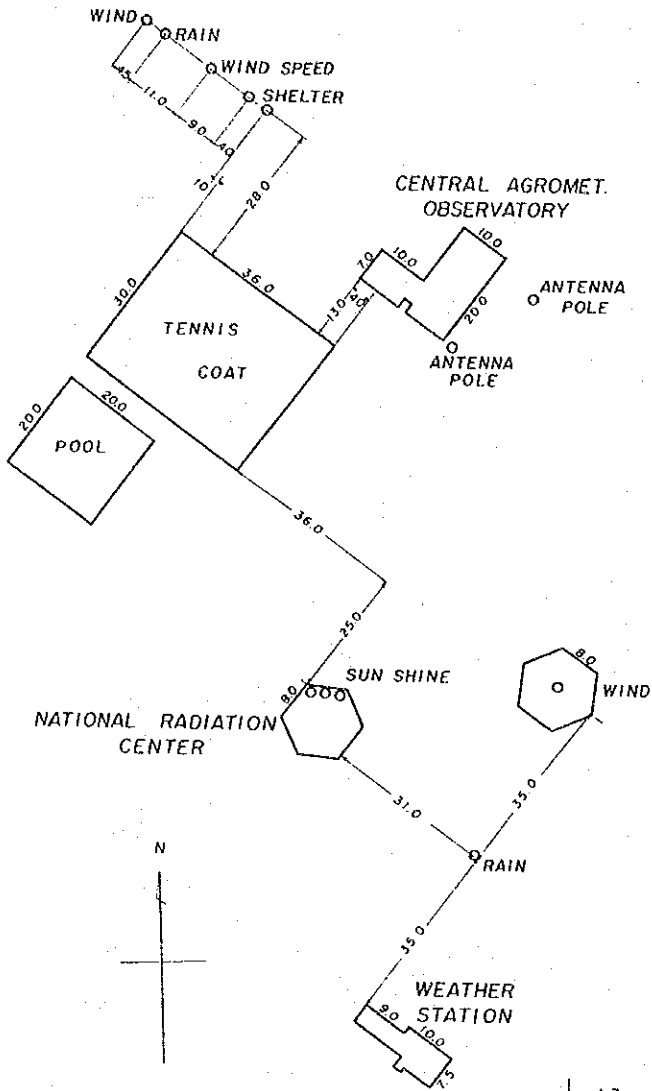 WIND
RAIN
WIND SPEED
SHELTER
4.5
11.0
9.0
4.0
10
28.0
CENTRAL AGROMET.
OBSERVATORY
10.0
7.0
10.0
20.0
ANTENNA
POLE
ANTENNA
POLE
13.0
4.0
36.0
30.0
TENNIS
COAT
20.0
20.0
POOL
36.0
25.0
8.0
SUN SHINE
NATIONAL RADIATION
CENTER
8.0
WIND
35.0
31.0
RAIN
N
35.0
WEATHER
STATION
9.0
10.0
7.5